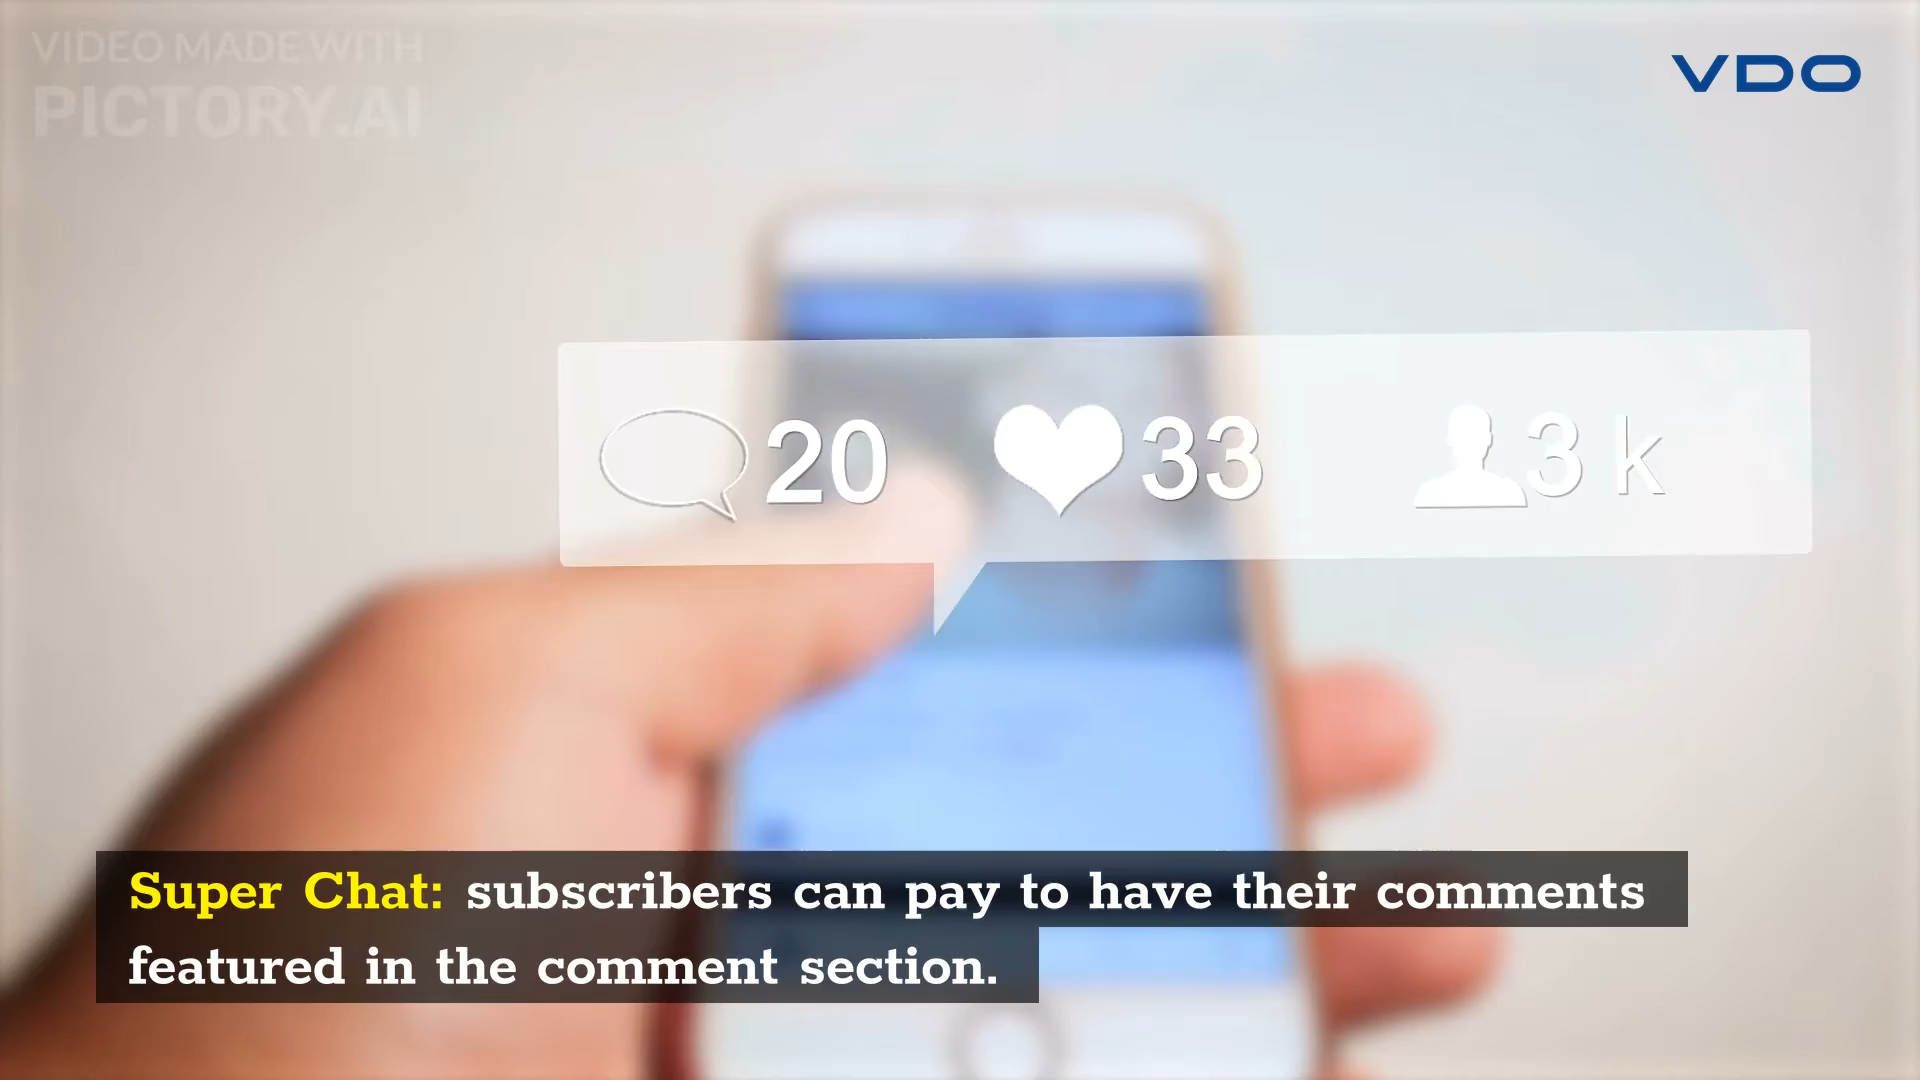 VIDEO MADE WITH
PICTORY.AI
VDO
20 33 3 k
Super Chat: subscribers can pay to have their comments
featured in the comment section.